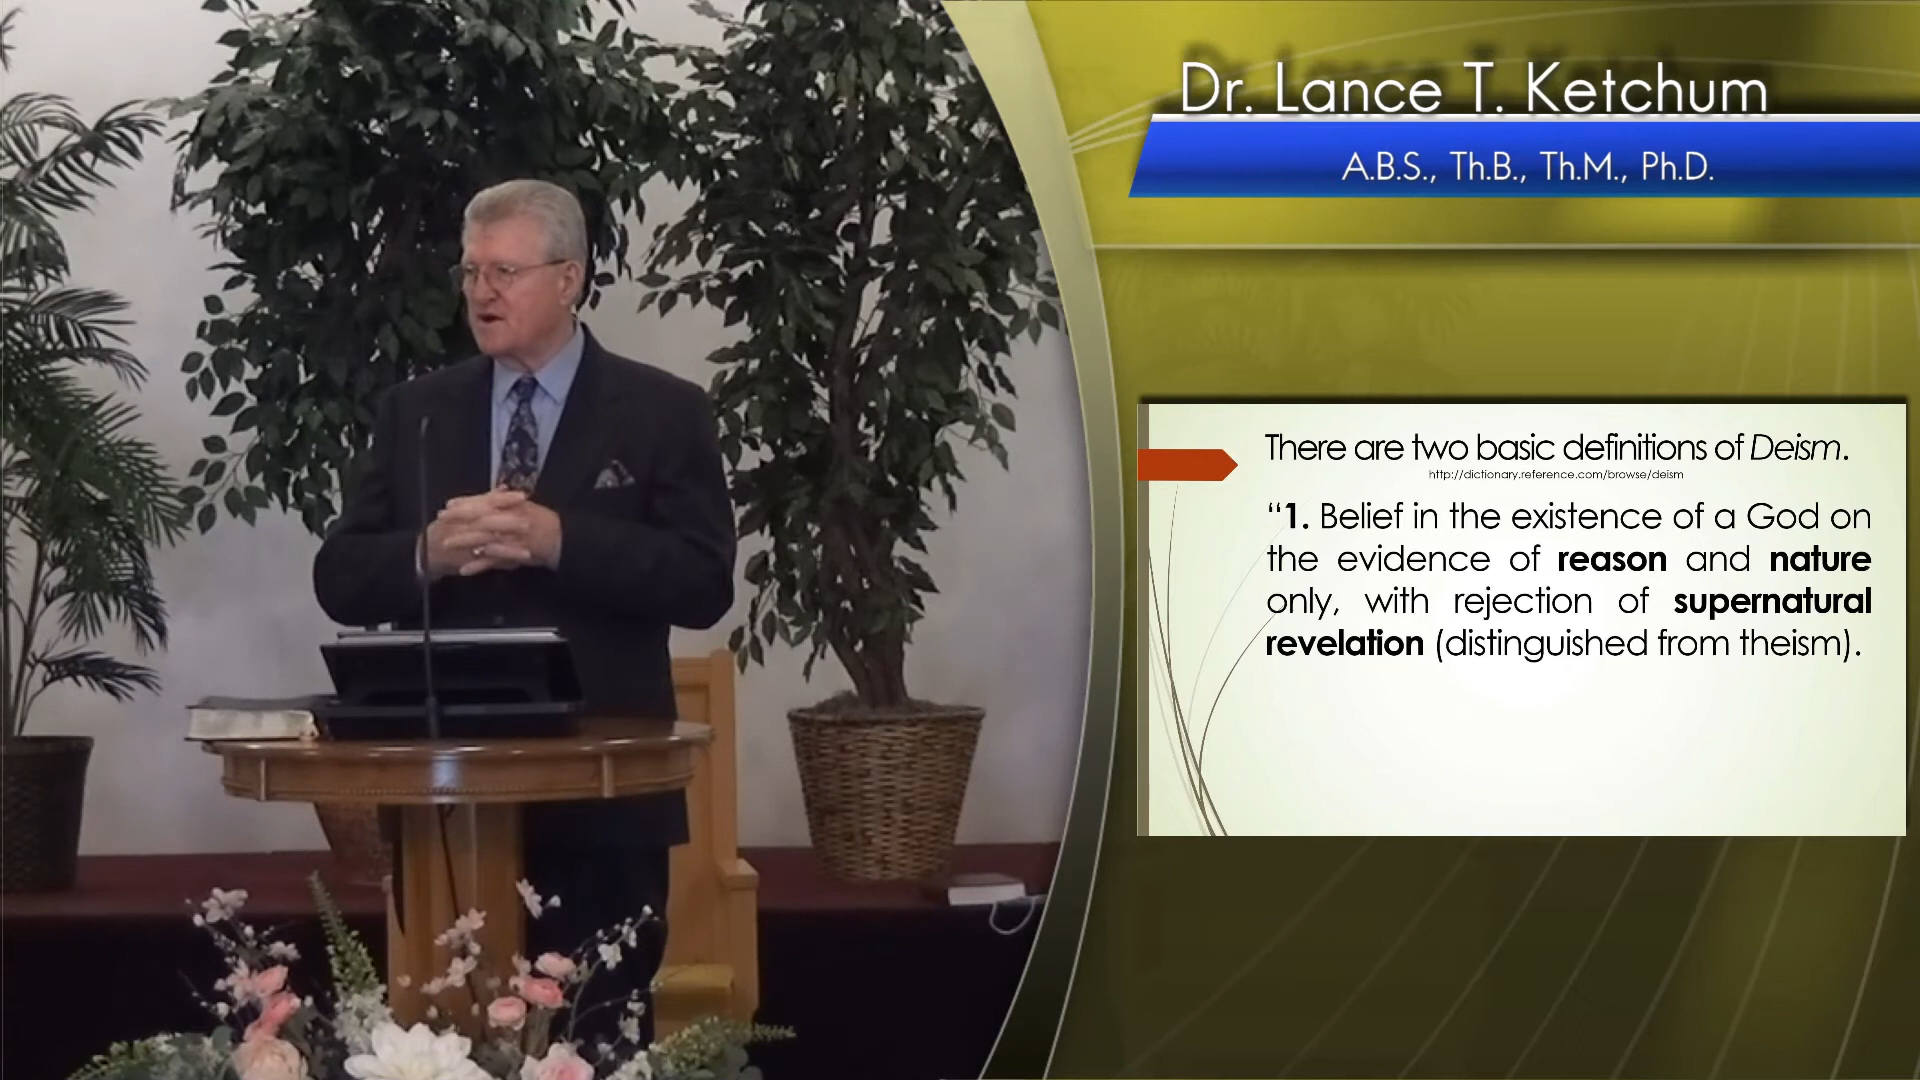 Dr. Lance T. Ketchum
A.B.S., Th.B., Th.M., Ph.D.
There are two basic definitions of Deism.
http://dictionary.reference.com/browse/deism
“1. Belief in the existence of a God on
the evidence of reason and nature
only, with rejection of supernatural
revelation (distinguished from theism).